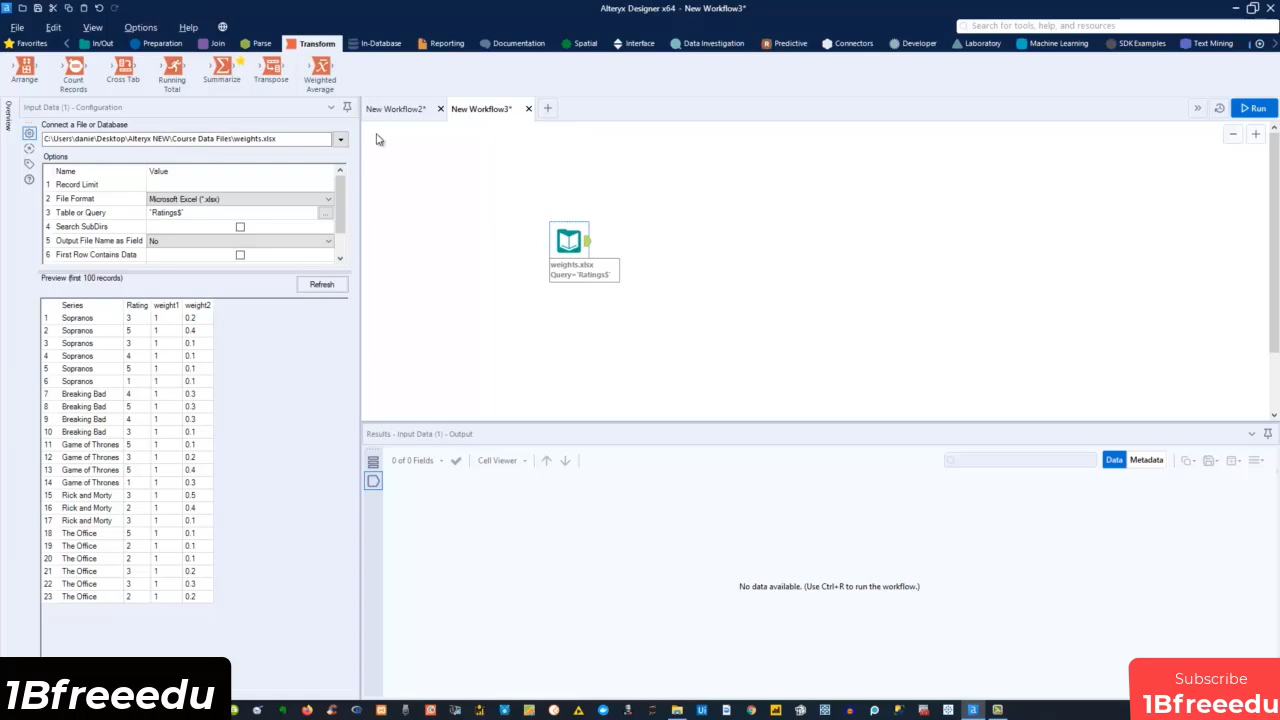 Alteryx Designer x64 - New Workflow3*
File Edit View Options Help
Search for tools, help, and resources
Favorites In/Out Preparation Join Parse Transform In-Database Reporting Documentation Spatial Interface Data Investigation Predictive Connectors Developer Laboratory Machine Learning SDK Examples Text Mining
Arrange Count Records Cross Tab Running Total Summarize Transpose Weighted Average
Overview
Input Data (1) - Configuration
New Workflow2* New Workflow3*
Run
Connect a File or Database
C:\Users\danie\Desktop\Alteryx NEW\Course Data Files\weights.xlsx
Options
Name Value
1 Record Limit
2 File Format Microsoft Excel (*.xlsx)
3 Table or Query `Ratings$`
4 Search SubDirs
5 Output File Name as Field No
6 First Row Contains Data
Preview (first 100 records)
Refresh
Series Rating weight1 weight2
1 Sopranos 3 1 0.2
2 Sopranos 5 1 0.4
3 Sopranos 3 1 0.1
4 Sopranos 4 1 0.1
5 Sopranos 5 1 0.1
6 Sopranos 1 1 0.1
7 Breaking Bad 4 1 0.3
8 Breaking Bad 5 1 0.3
9 Breaking Bad 4 1 0.3
10 Breaking Bad 3 1 0.1
11 Game of Thrones 5 1 0.1
12 Game of Thrones 3 1 0.2
13 Game of Thrones 5 1 0.4
14 Game of Thrones 1 1 0.3
15 Rick and Morty 3 1 0.5
16 Rick and Morty 2 1 0.4
17 Rick and Morty 3 1 0.1
18 The Office 5 1 0.1
19 The Office 2 1 0.1
20 The Office 2 1 0.1
21 The Office 3 1 0.2
22 The Office 3 1 0.3
23 The Office 2 1 0.2
weights.xlsx
Query=`Ratings$`
Results - Input Data (1) - Output
0 of 0 Fields Cell Viewer Data Metadata
No data available. (Use Ctrl+R to run the workflow.)
1Bfreeedu
Subscribe
1Bfreeedu